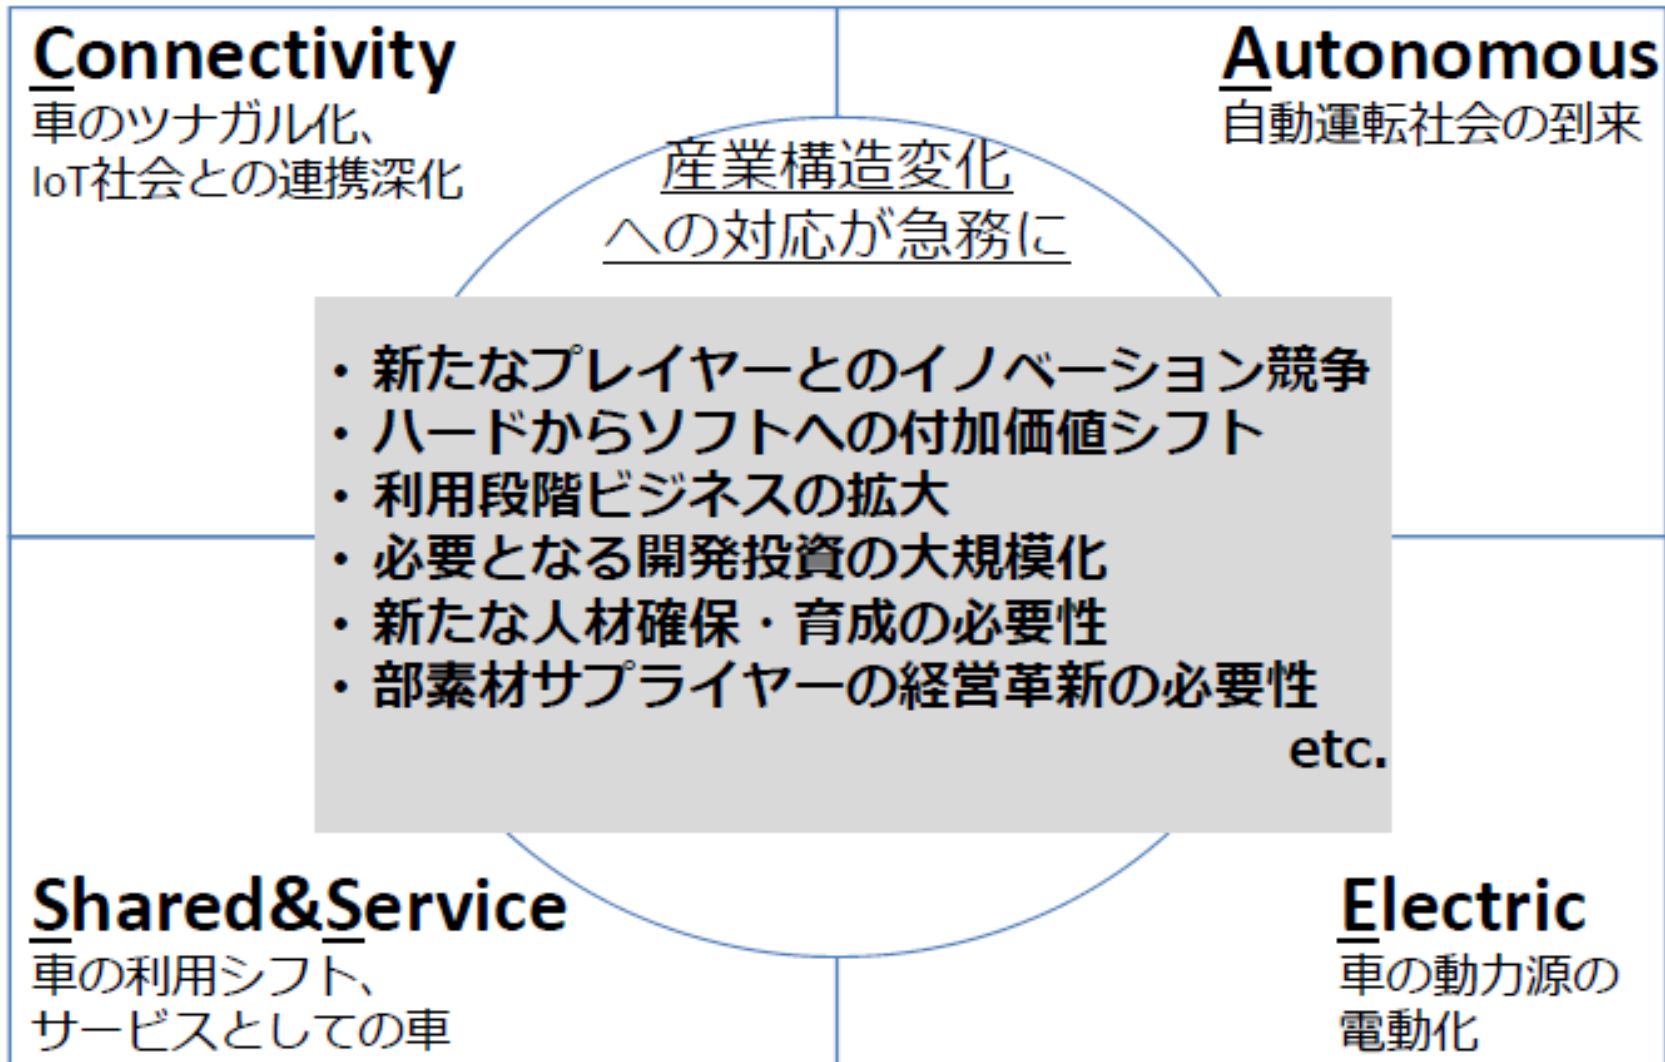 Connectivity
車のツナガル化、
IoT社会との連携深化
Autonomous
自動運転社会の到来
産業構造変化
への対応が急務に
・新たなプレイヤーとのイノベーション競争
・ハードからソフトへの付加価値シフト
・利用段階ビジネスの拡大
・必要となる開発投資の大規模化
・新たな人材確保・育成の必要性
・部素材サプライヤーの経営革新の必要性
etc.
Shared&Service
車の利用シフト、
サービスとしての車
Electric
車の動力源の
電動化